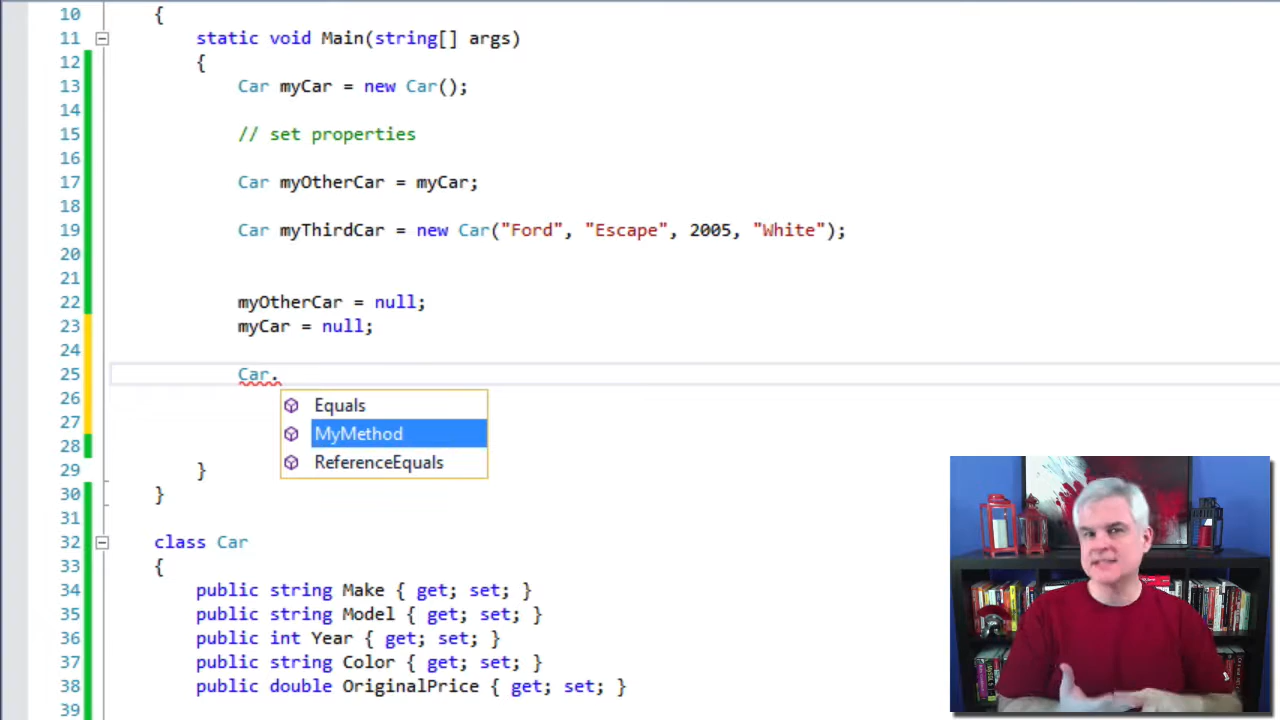 10 {
11 static void Main(string[] args)
12 {
13 Car myCar = new Car();
14
15 // set properties
16
17 Car myOtherCar = myCar;
18
19 Car myThirdCar = new Car("Ford", "Escape", 2005, "White");
20
21
22 myOtherCar = null;
23 myCar = null;
24
25 Car.
26 Equals
27 MyMethod
28 ReferenceEquals
29 }
30 }
31
32 class Car
33 {
34 public string Make { get; set; }
35 public string Model { get; set; }
36 public int Year { get; set; }
37 public string Color { get; set; }
38 public double OriginalPrice { get; set; }
39